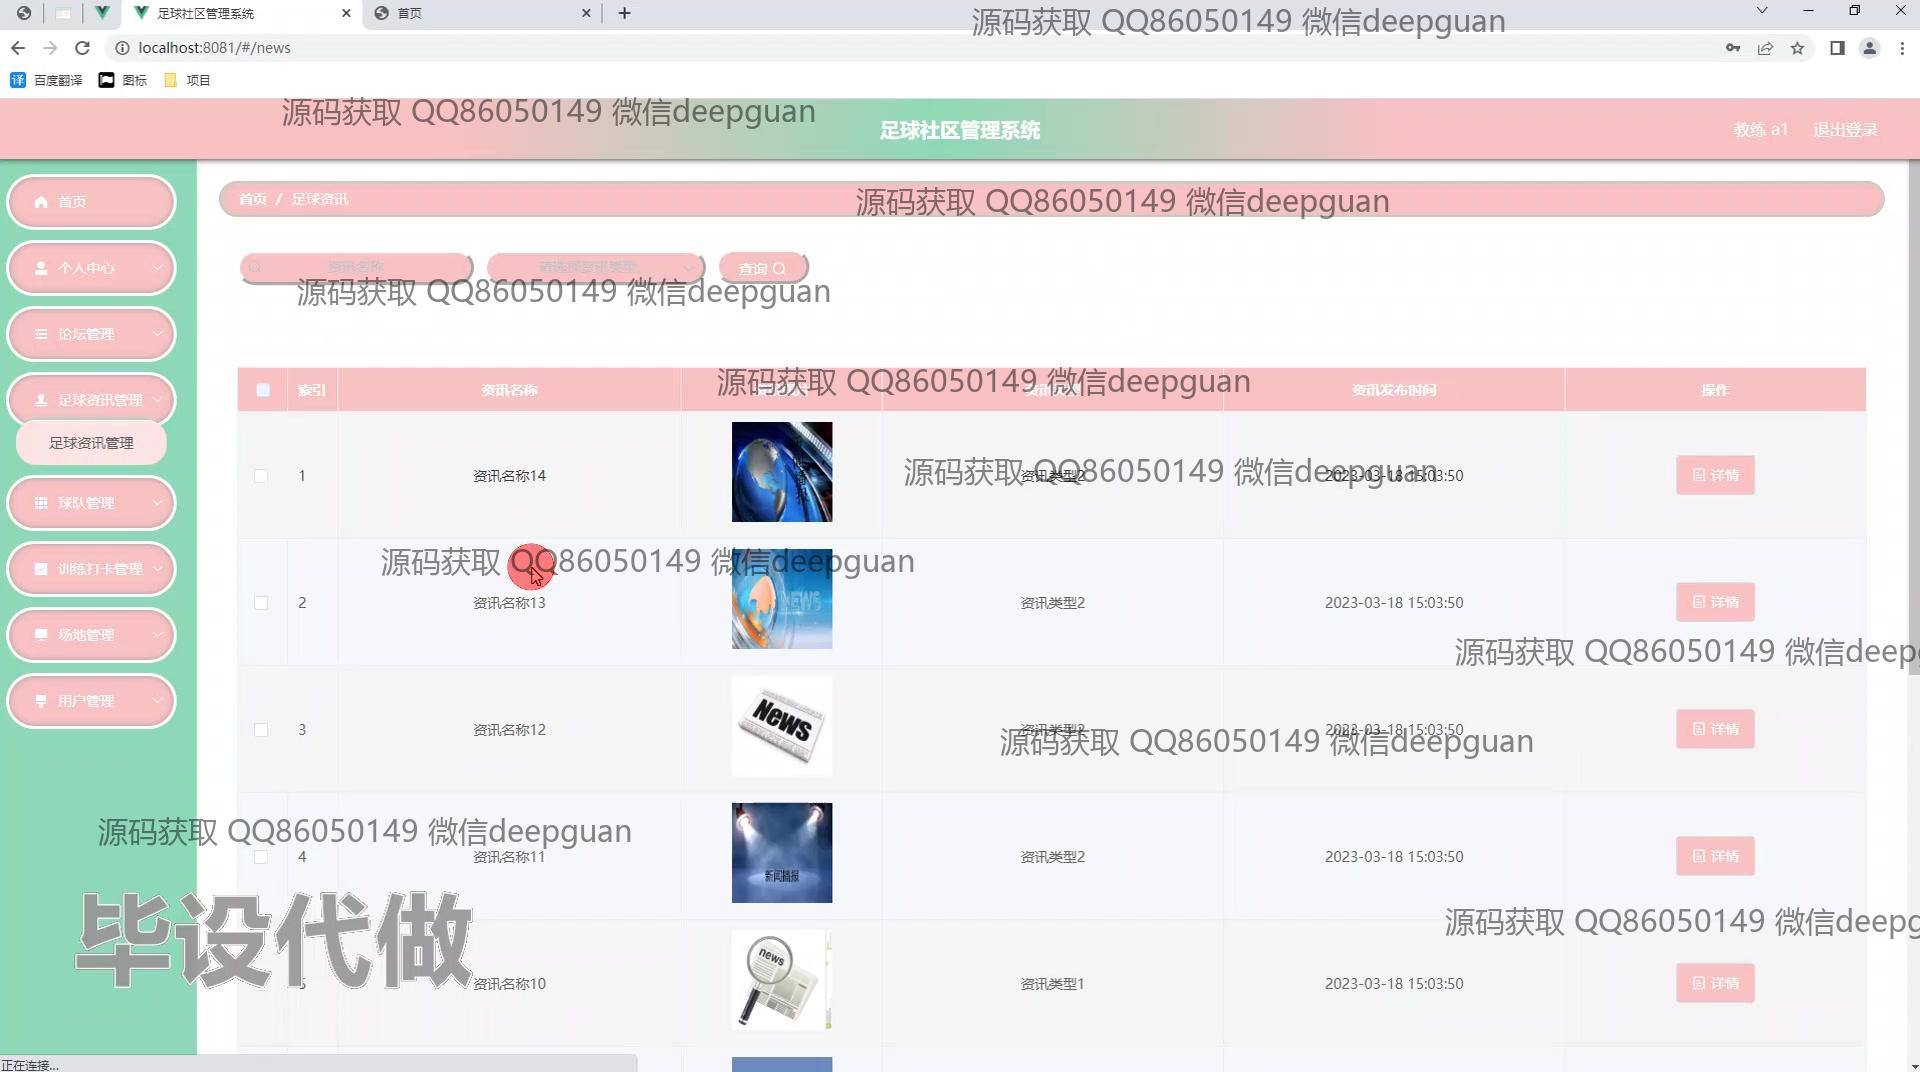 足球社区管理系统
首页
源码获取 QQ86050149 微信deepguan
localhost:8081/#/news
译 百度翻译
图标
项目
源码获取 QQ86050149 微信deepguan
足球社区管理系统
教练 a1
退出登录
首页
首页 / 足球资讯
源码获取 QQ86050149 微信deepguan
个人中心
资讯名称
请选择资讯类型
查询
源码获取 QQ86050149 微信deepguan
论坛管理
足球资讯管理
足球资讯管理
球队管理
训练打卡管理
场地管理
用户管理
索引
资讯名称
源码获取 QQ86050149 微信deepguan
资讯发布时间
操作
1
资讯名称14
资讯类型2
2023-03-18 15:03:50
详情
源码获取 QQ86050149 微信deepguan
源码获取 QQ86050149 微信deepguan
2
资讯名称13
NEWS
资讯类型2
2023-03-18 15:03:50
详情
源码获取 QQ86050149 微信deep
3
资讯名称12
News
资讯类型2
2023-03-18 15:03:50
详情
源码获取 QQ86050149 微信deepguan
源码获取 QQ86050149 微信deepguan
4
资讯名称11
新闻播报
资讯类型2
2023-03-18 15:03:50
详情
毕设代做
源码获取 QQ86050149 微信deepg
5
资讯名称10
news
资讯类型1
2023-03-18 15:03:50
详情
正在连接...